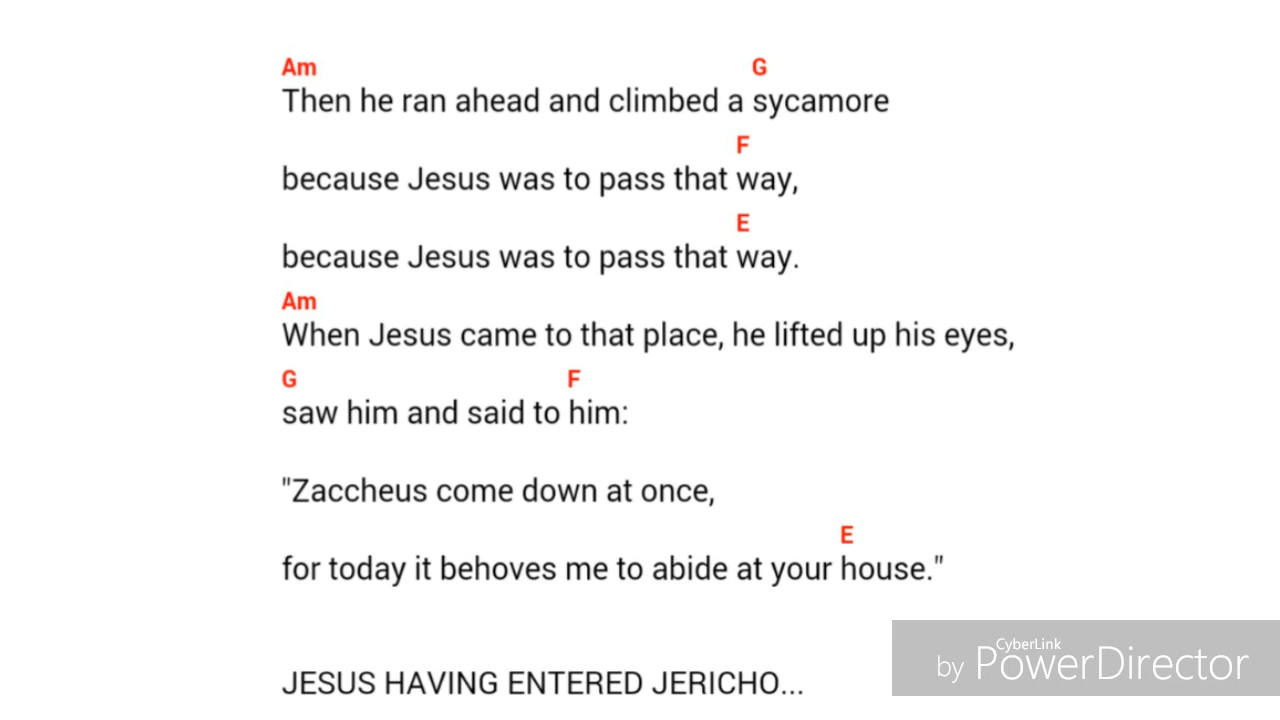 Am G
Then he ran ahead and climbed a sycamore
F
because Jesus was to pass that way,
E
because Jesus was to pass that way.
Am
When Jesus came to that place, he lifted up his eyes,
G F
saw him and said to him:
"Zaccheus come down at once,
E
for today it behoves me to abide at your house."
JESUS HAVING ENTERED JERICHO...
by CyberLink PowerDirector